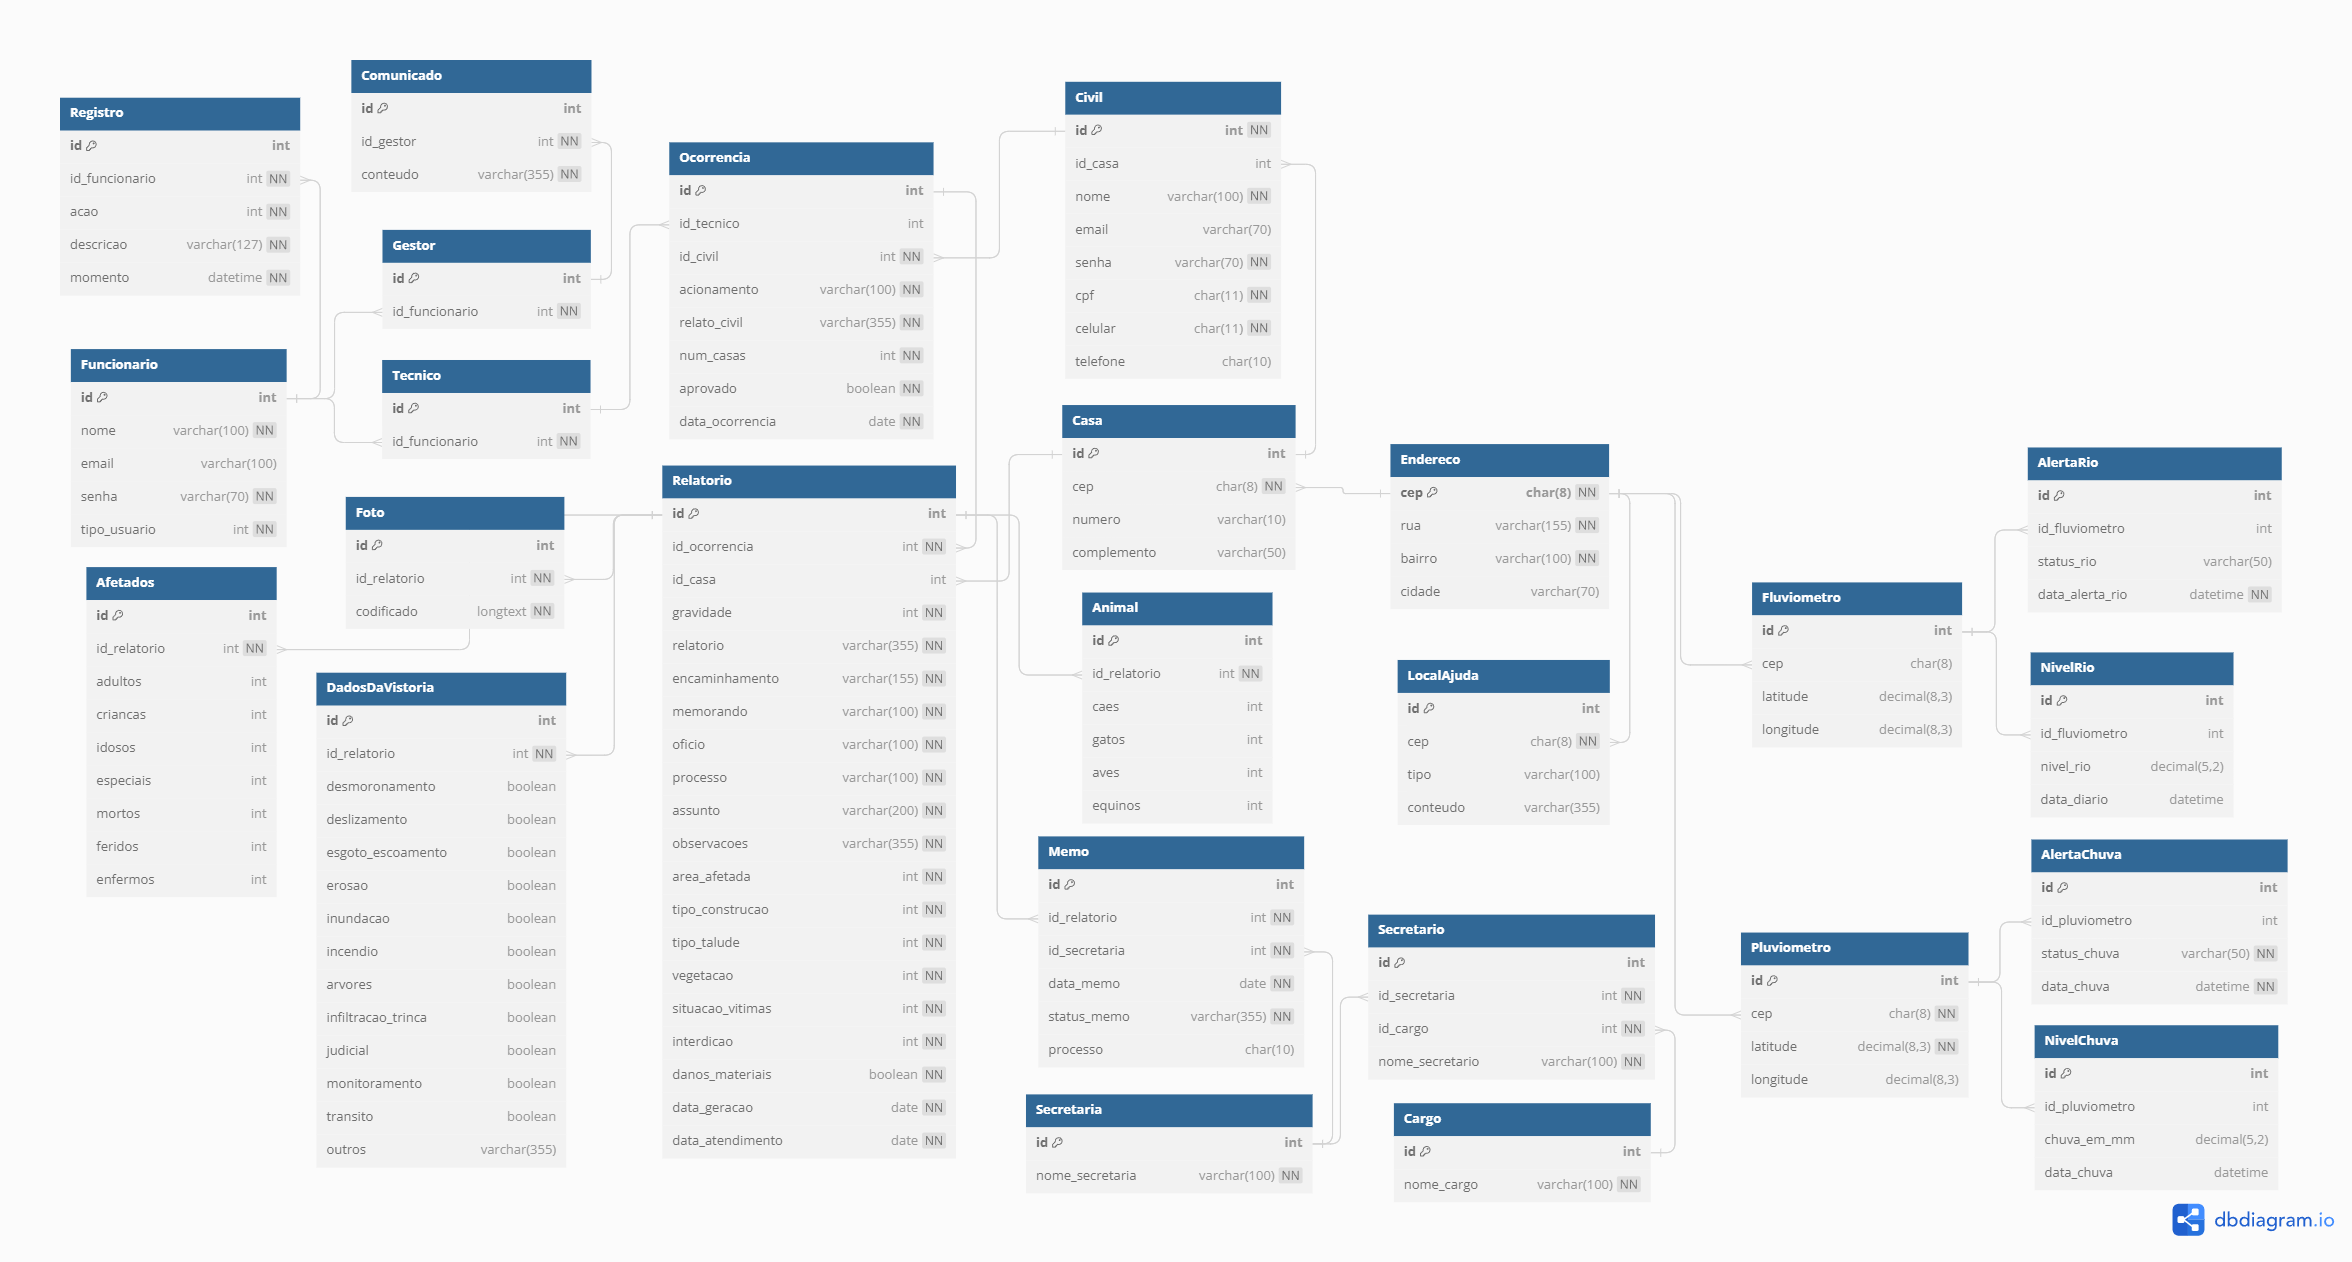 Registro
id int
id_funcionario int NN
acao int NN
descricao varchar(127) NN
momento datetime NN
Comunicado
id int
id_gestor int NN
conteudo varchar(355) NN
Gestor
id int
id_funcionario int NN
Funcionario
id int
nome varchar(100) NN
email varchar(100)
senha varchar(70) NN
tipo_usuario int NN
Tecnico
id int
id_funcionario int NN
Foto
id int
id_relatorio int NN
codificado longtext NN
Afetados
id int
id_relatorio int NN
adultos int
criancas int
idosos int
especiais int
mortos int
feridos int
enfermos int
DadosDaVistoria
id int
id_relatorio int NN
desmoronamento boolean
deslizamento boolean
esgoto_escoamento boolean
erosao boolean
inundacao boolean
incendio boolean
arvores boolean
infiltracao_trinca boolean
judicial boolean
monitoramento boolean
transito boolean
outros varchar(355)
Ocorrencia
id int
id_tecnico int
id_civil int NN
acionamento varchar(100) NN
relato_civil varchar(355) NN
num_casas int NN
aprovado boolean NN
data_ocorrencia date NN
Relatorio
id int
id_ocorrencia int NN
id_casa int
gravidade int NN
relatorio varchar(355) NN
encaminhamento varchar(155) NN
memorando varchar(100) NN
oficio varchar(100) NN
processo varchar(100) NN
assunto varchar(200) NN
observacoes varchar(355) NN
area_afetada int NN
tipo_construcao int NN
tipo_talude int NN
vegetacao int NN
situacao_vitimas int NN
interdicao int NN
danos_materiais boolean NN
data_geracao date NN
data_atendimento date NN
Civil
id int NN
id_casa int
nome varchar(100) NN
email varchar(70)
senha varchar(70) NN
cpf char(11) NN
celular char(11) NN
telefone char(10)
Casa
id int
cep char(8) NN
numero varchar(10)
complemento varchar(50)
Animal
id int
id_relatorio int NN
caes int
gatos int
aves int
equinos int
Memo
id int
id_relatorio int NN
id_secretaria int NN
data_memo date NN
status_memo varchar(355) NN
processo char(10)
Secretaria
id int
nome_secretaria varchar(100) NN
Endereco
cep char(8) NN
rua varchar(155) NN
bairro varchar(100) NN
cidade varchar(70)
LocalAjuda
id int
cep char(8) NN
tipo varchar(100)
conteudo varchar(355)
Secretario
id int
id_secretaria int NN
id_cargo int NN
nome_secretario varchar(100) NN
Cargo
id int
nome_cargo varchar(100) NN
Fluviometro
id int
cep char(8)
latitude decimal(8,3)
longitude decimal(8,3)
Pluviometro
id int
cep char(8) NN
latitude decimal(8,3) NN
longitude decimal(8,3)
AlertaRio
id int
id_fluviometro int
status_rio varchar(50)
data_alerta_rio datetime NN
NivelRio
id int
id_fluviometro int
nivel_rio decimal(5,2)
data_diario datetime
AlertaChuva
id int
id_pluviometro int
status_chuva varchar(50) NN
data_chuva datetime NN
NivelChuva
id int
id_pluviometro int
chuva_em_mm decimal(5,2)
data_chuva datetime
dbdiagram.io